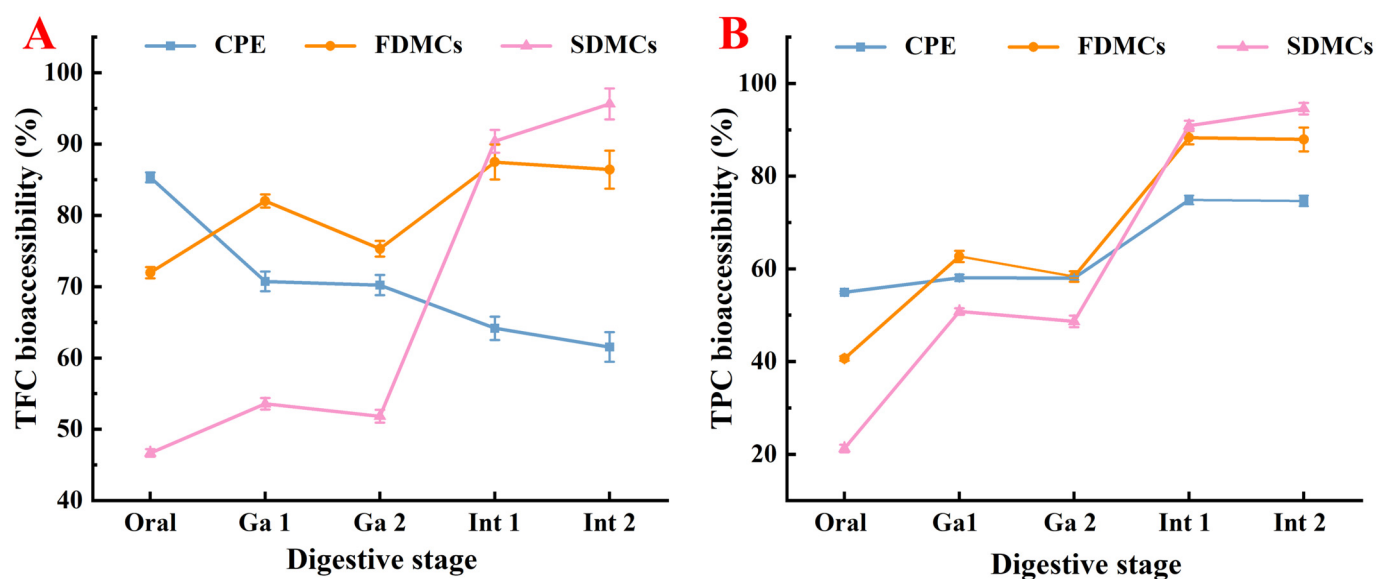 A
CPE FDMCs SDMCs
TFC bioaccessibility (%)
100
90
80
70
60
50
40
Oral Ga 1 Ga 2 Int 1 Int 2
Digestive stage
B
CPE FDMCs SDMCs
TPC bioaccessibility (%)
100
80
60
40
20
Oral Ga1 Ga 2 Int 1 Int 2
Digestive stage